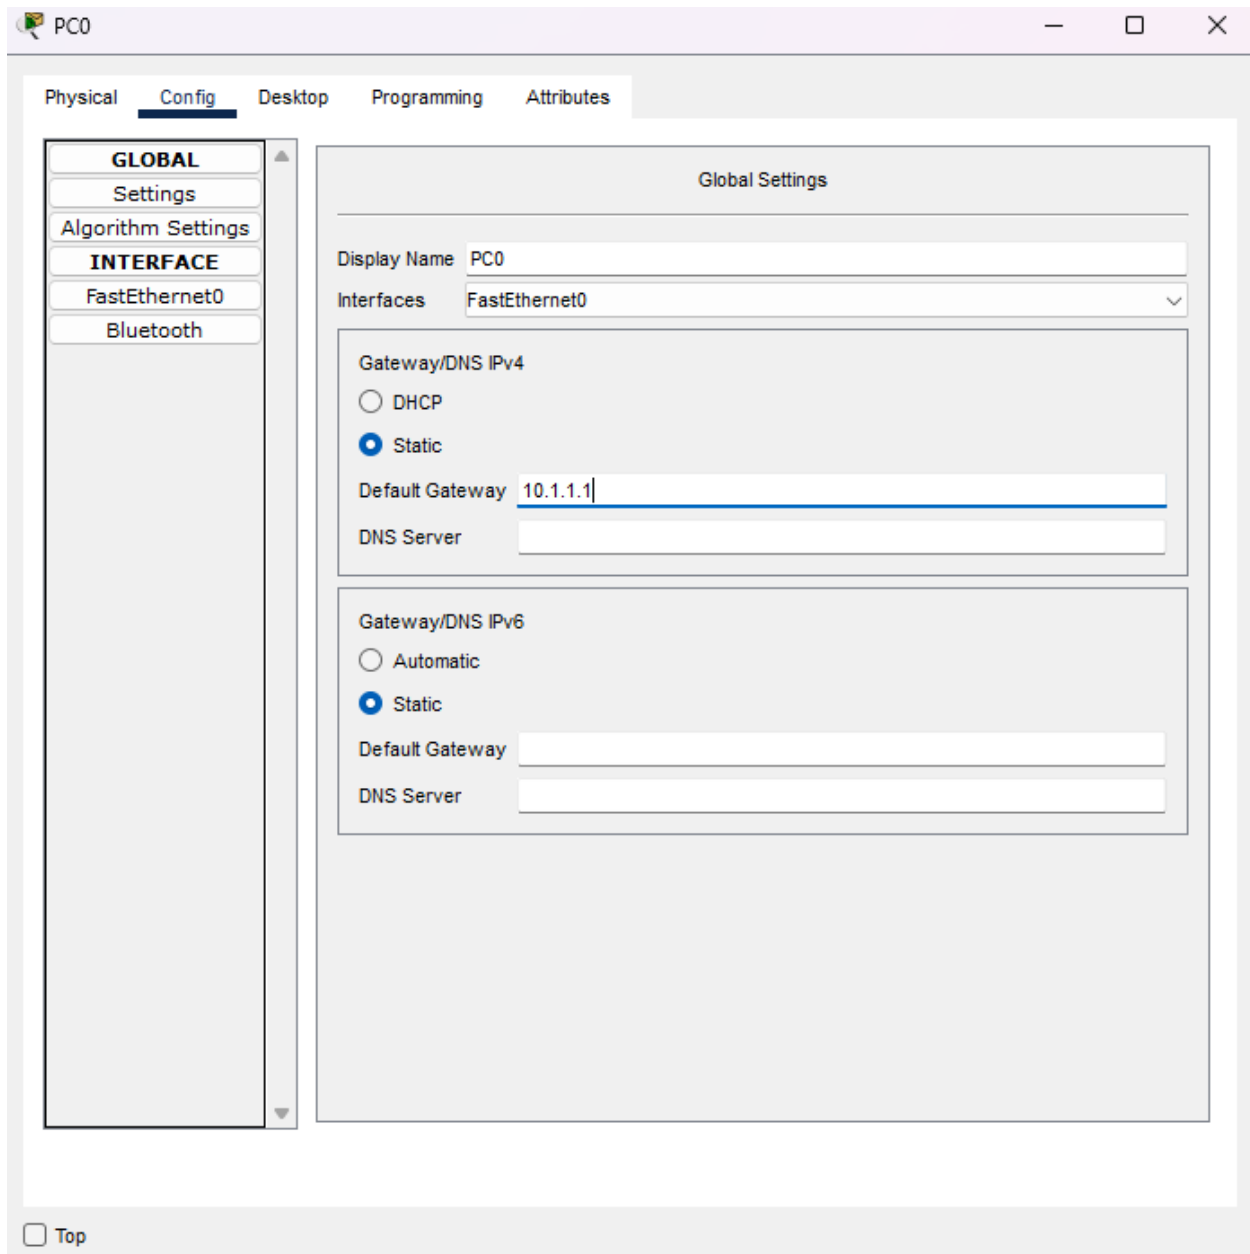 PC0
Physical Config Desktop Programming Attributes
GLOBAL
Settings
Algorithm Settings
INTERFACE
FastEthernet0
Bluetooth
Global Settings
Display Name PC0
Interfaces FastEthernet0
Gateway/DNS IPv4
DHCP
Static
Default Gateway 10.1.1.1
DNS Server
Gateway/DNS IPv6
Automatic
Static
Default Gateway
DNS Server
Top